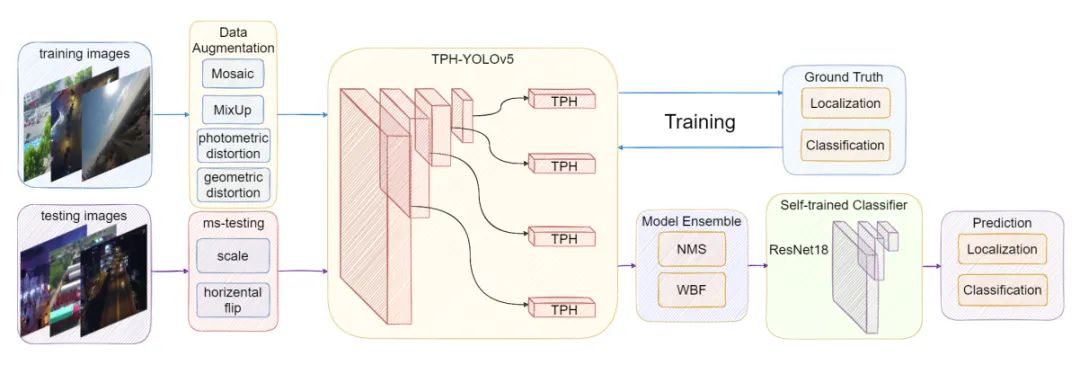 training images
Data
Augmentation
Mosaic
MixUp
photometric
distortion
geometric
distortion
TPH-YOLOv5
TPH
TPH
TPH
TPH
Training
Ground Truth
Localization
Classification
testing images
ms-testing
scale
horizental
flip
Model Ensemble
NMS
WBF
Self-trained Classifier
ResNet18
Prediction
Localization
Classification